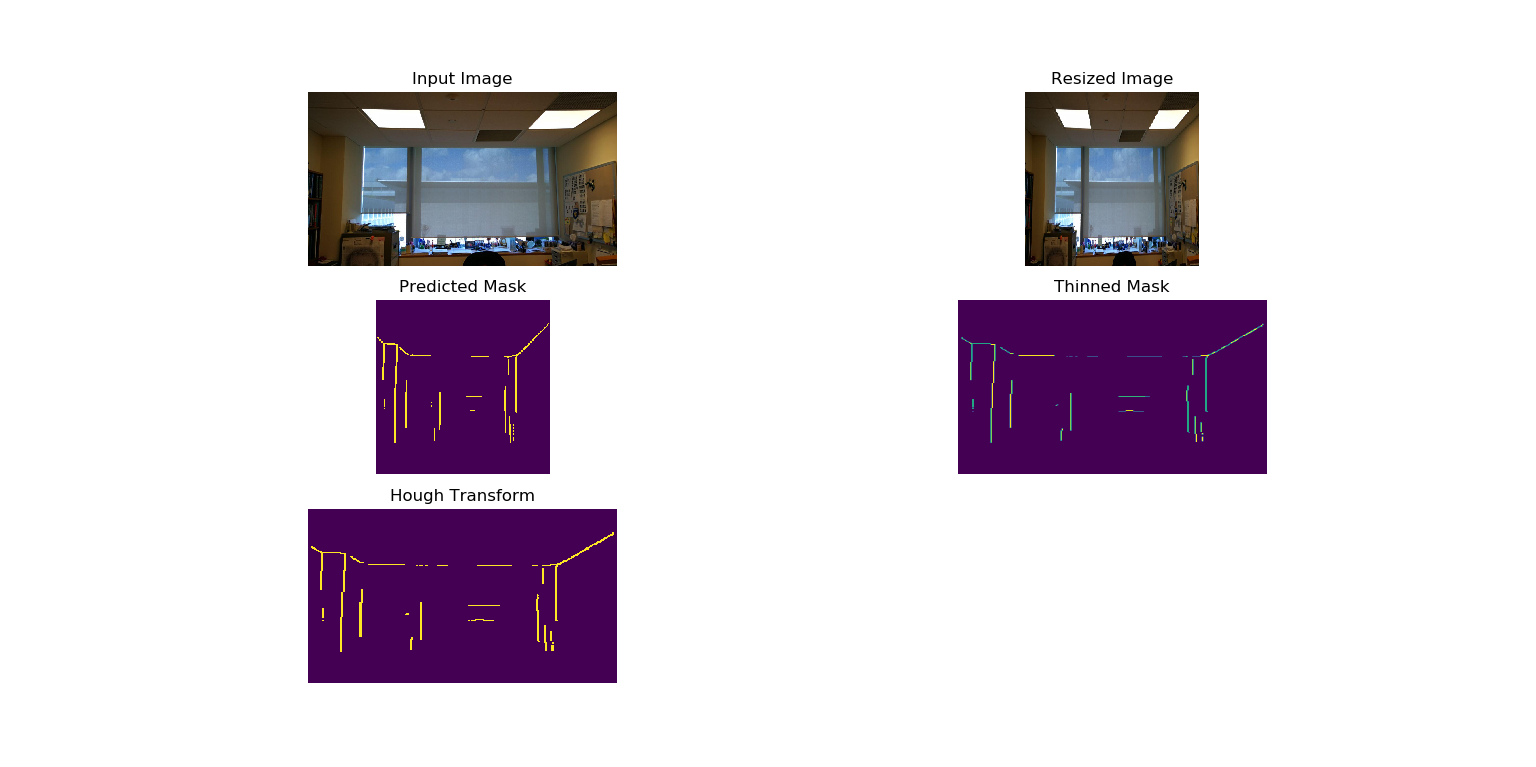 Input Image
Resized Image
Predicted Mask
Thinned Mask
Hough Transform